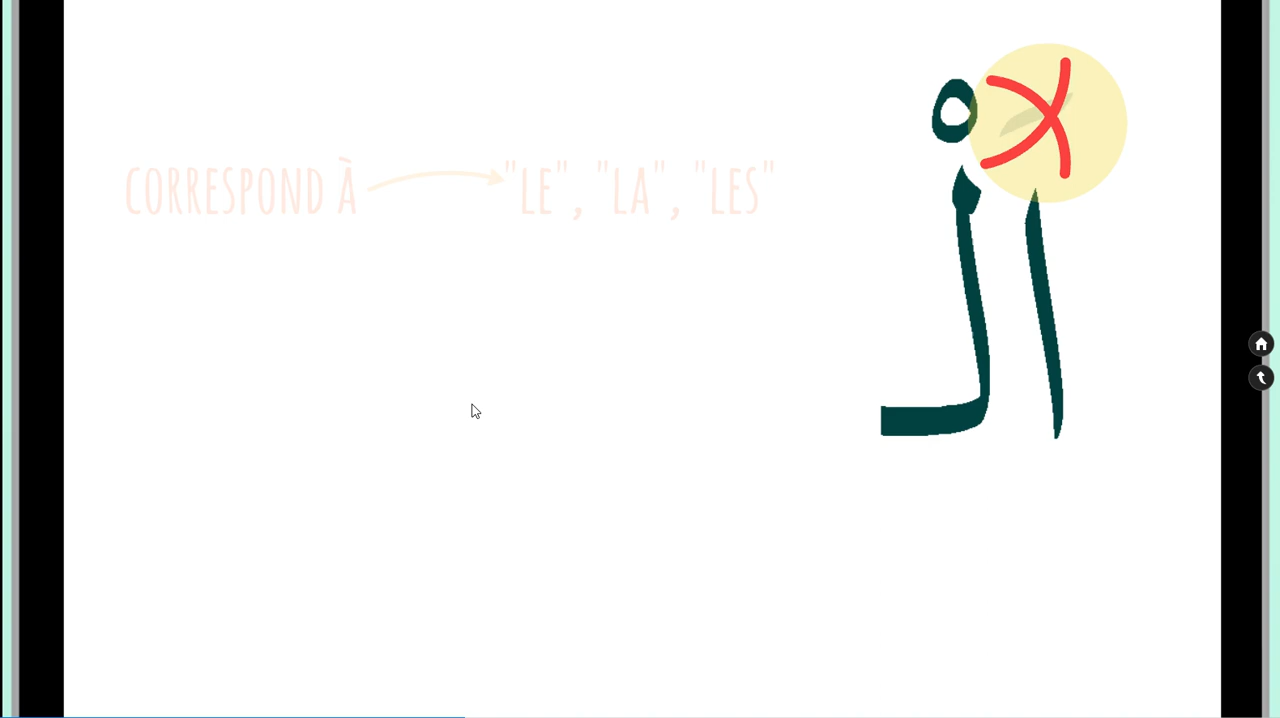 CORRESPOND À "LE", "LA", "LES" الْ